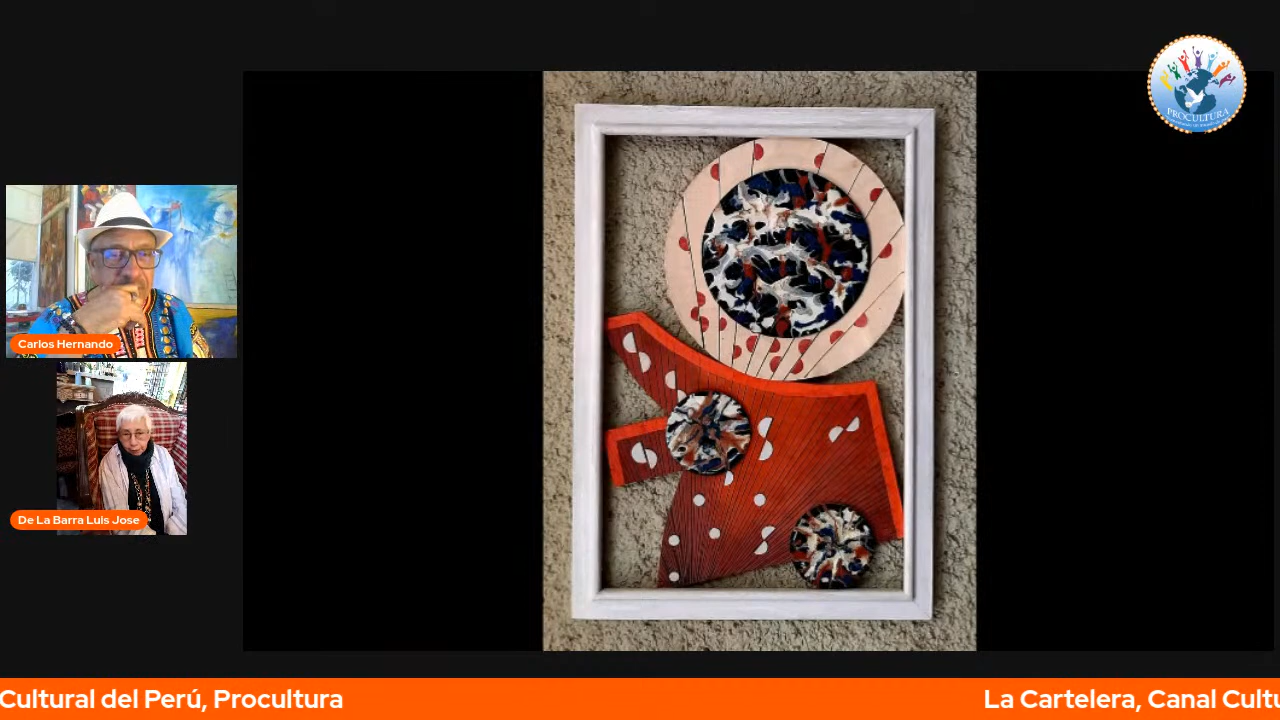 PROCULTURA
Carlos Hernando
De La Barra Luis Jose
Cultural del Perú, Procultura
La Cartelera, Canal Cultu